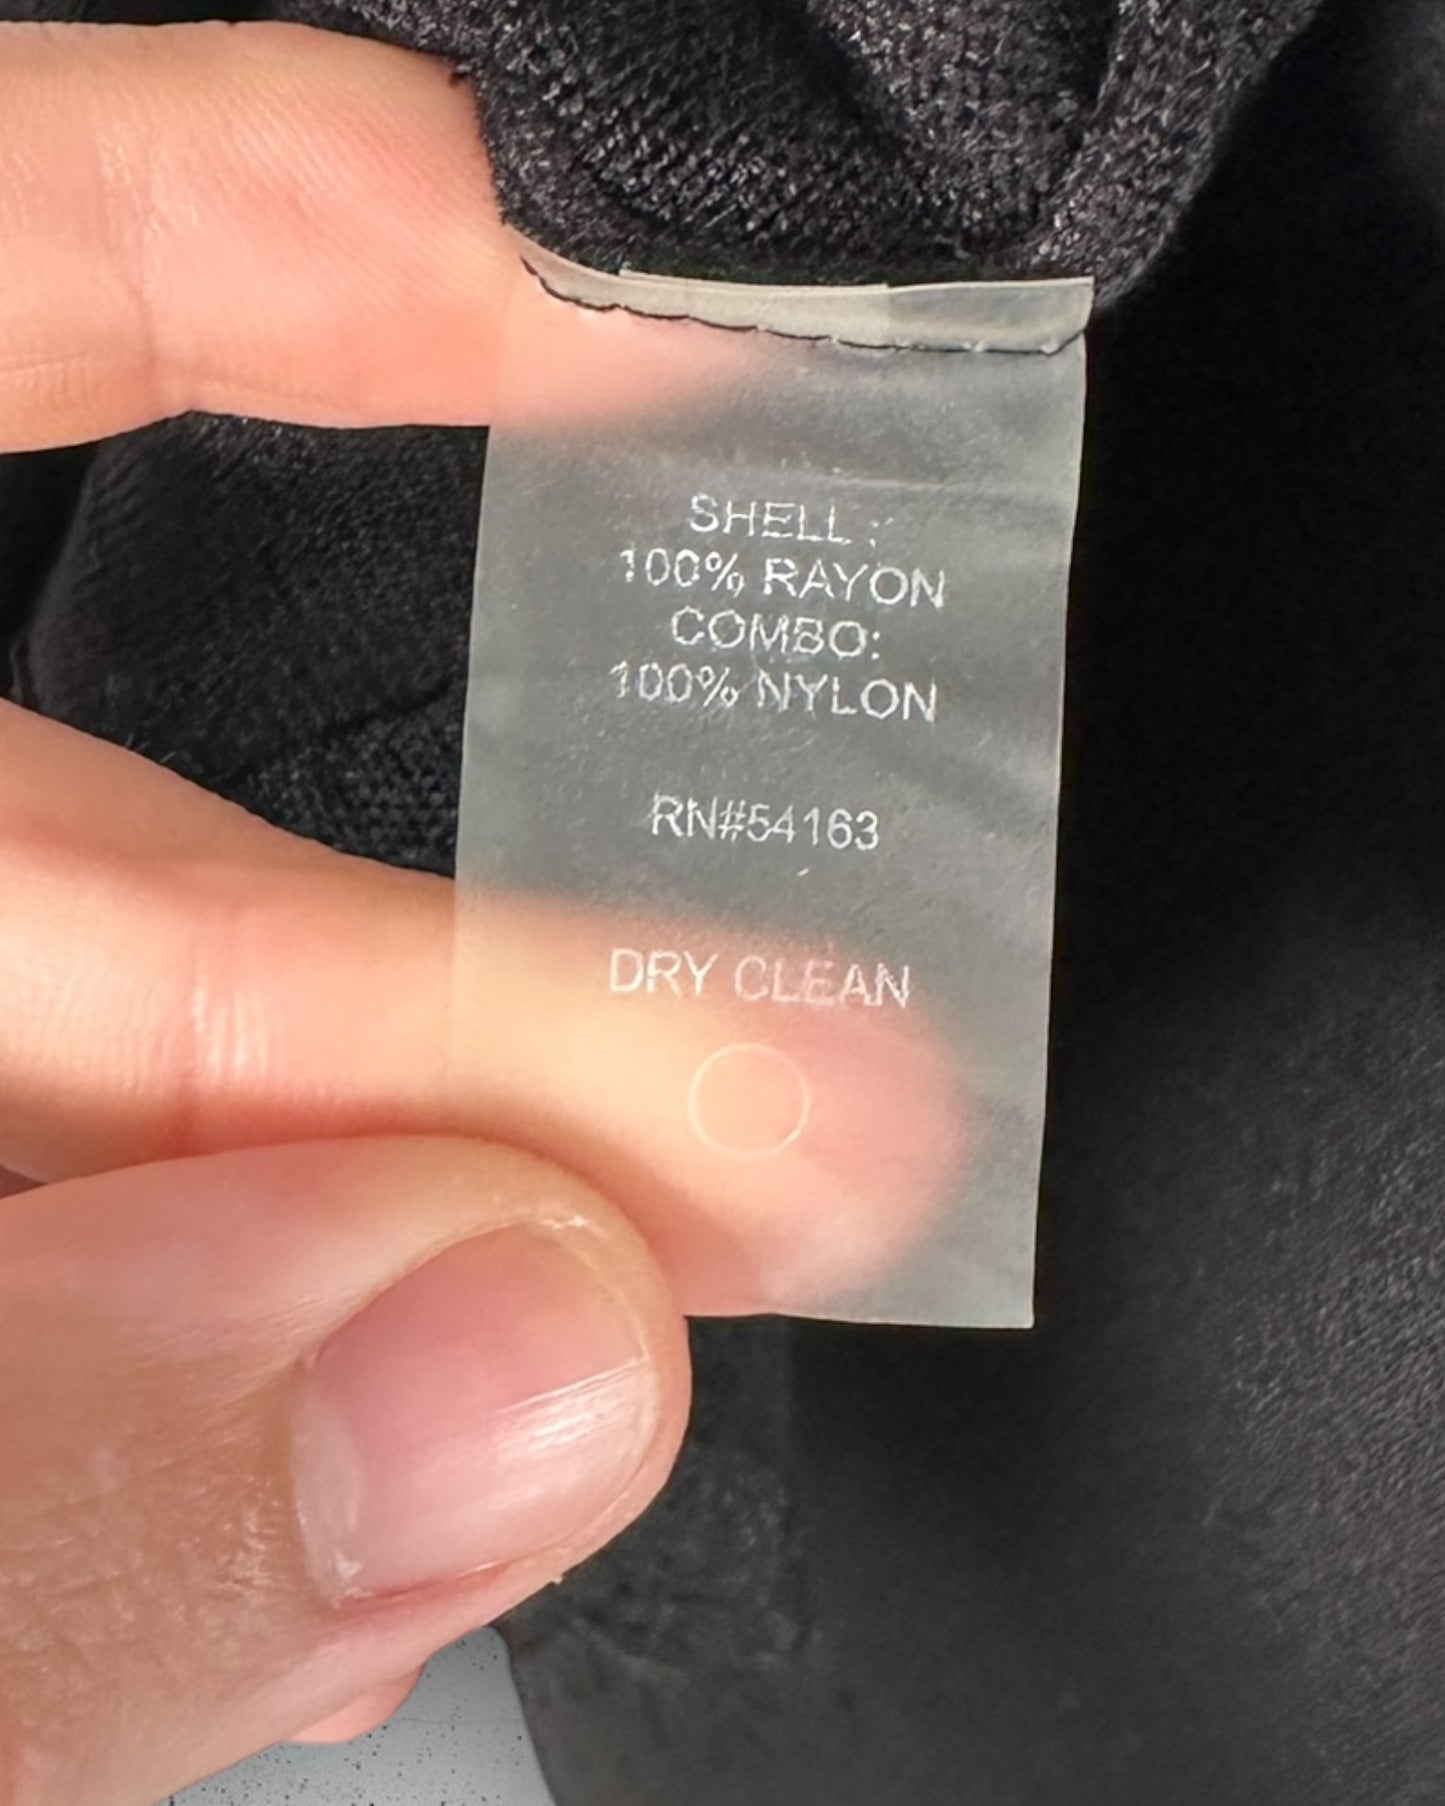 SHELL :
100% RAYON
COMBO:
100% NYLON
RN#54163
DRY CLEAN